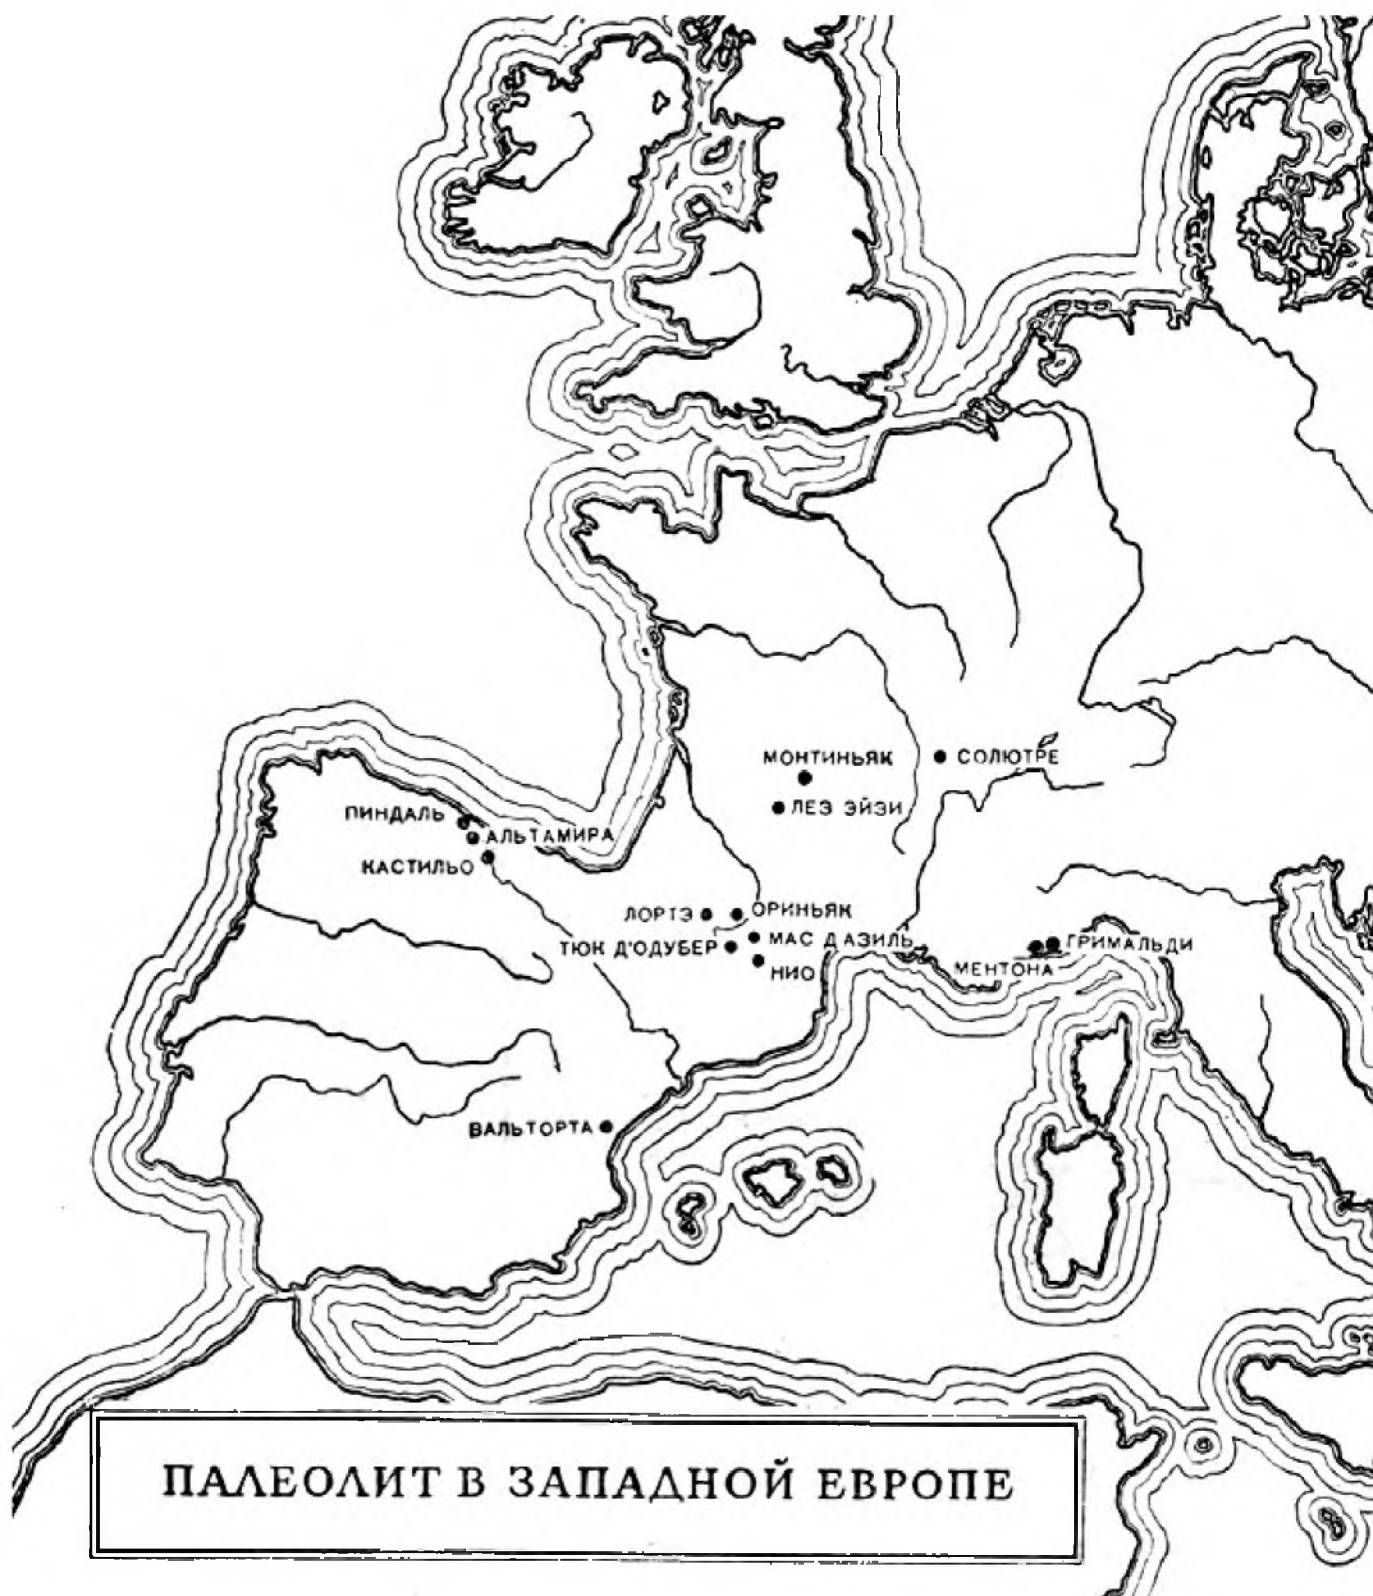 МОНТИНЬЯК
СОЛЮТРЕ
ЛЕЗ ЭЙЗИ
ПИНДАЛЬ
АЛЬТАМИРА
КАСТИЛЬО
ЛОРТЭ
ОРИНЬЯК
МАС Д АЗИЛЬ
ТЮК Д'ОДУБЕР
ГРИМАЛЬДИ
МЕНТОНА
НИО
ВАЛЬТОРТА
ПАЛЕОЛИТ В ЗАПАДНОЙ ЕВРОПЕ